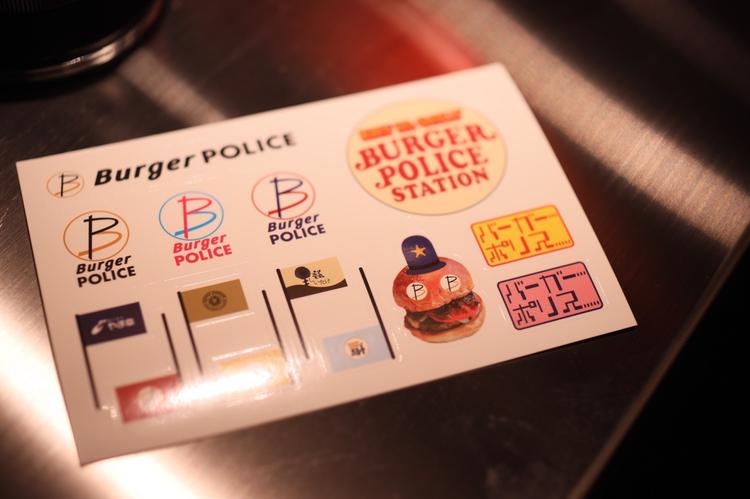 Burger POLICE
BURGER
POLICE
STATION
B
Burger
POLICE
B
Burger
POLICE
B
Burger
POLICE
バーガー
ポリス
バーガー
ポリス